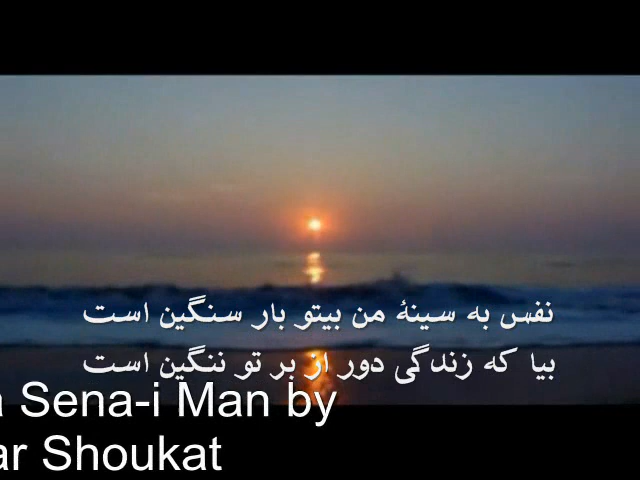 نفس به سینهٔ من بیتو بار سنگین است
بیا که زندگی دور از بر تو ننگین است
a Sena-i Man by
ar Shoukat